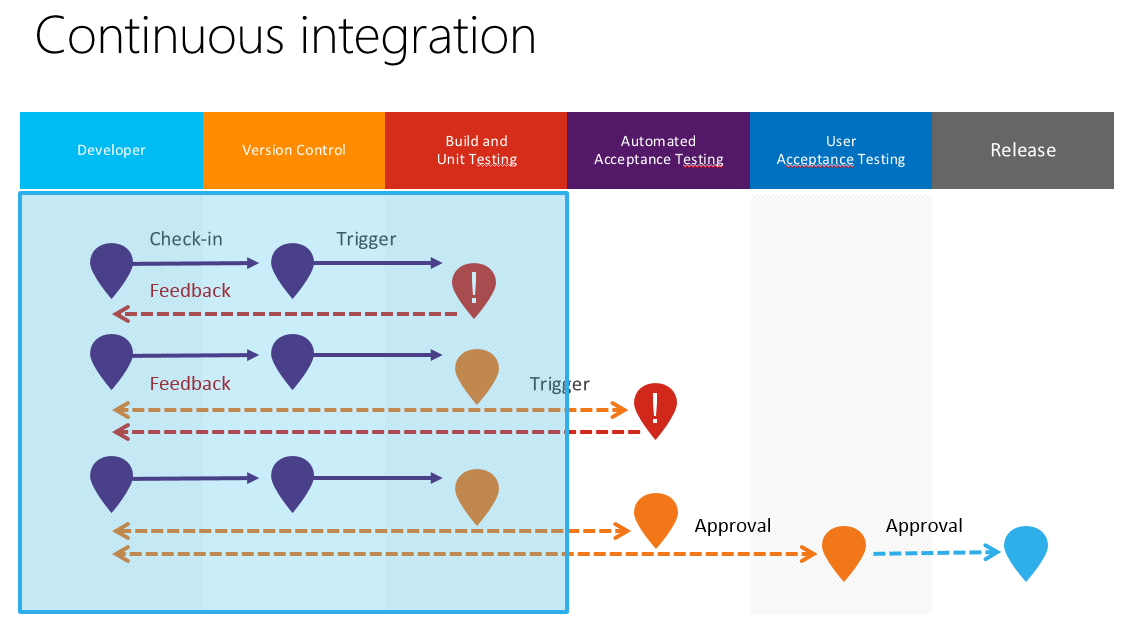 Continuous integration
Developer
Version Control
Build and
Unit Testing
Automated
Acceptance Testing
User
Acceptance Testing
Release
Check-in
Trigger
!
Feedback
Feedback
Trigger
!
Approval
Approval